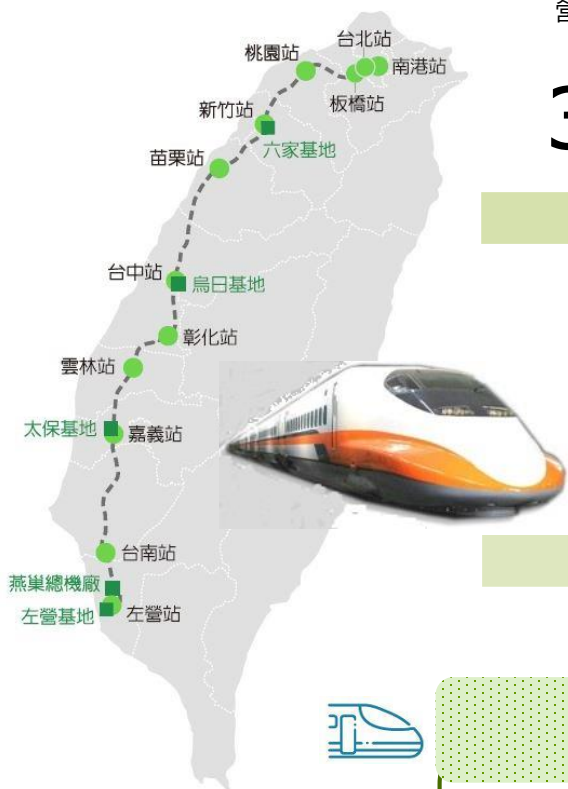 營
台北站
桃園站
南港站
板橋站
3
新竹站
六家基地
苗栗站
台中站
烏日基地
彰化站
雲林站
太保基地
嘉義站
台南站
燕巢總機廠
左營基地
左營站